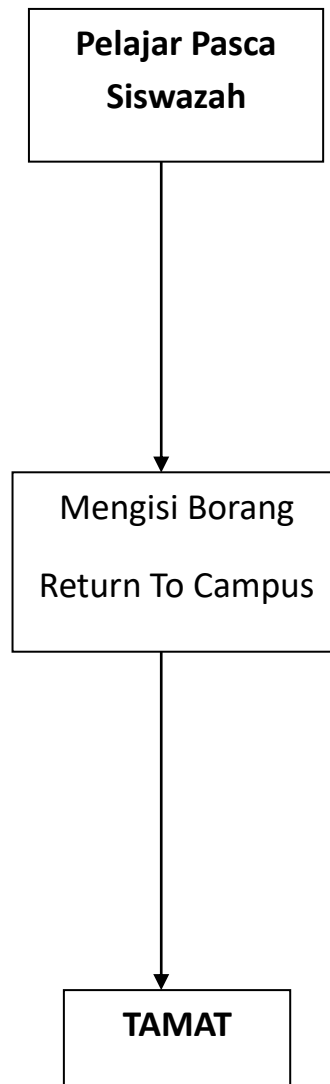 Pelajar Pasca
Siswazah
Mengisi Borang
Return To Campus
TAMAT